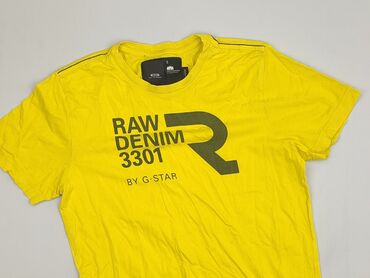 RAW
DENIM
3301
BY G-STAR
R